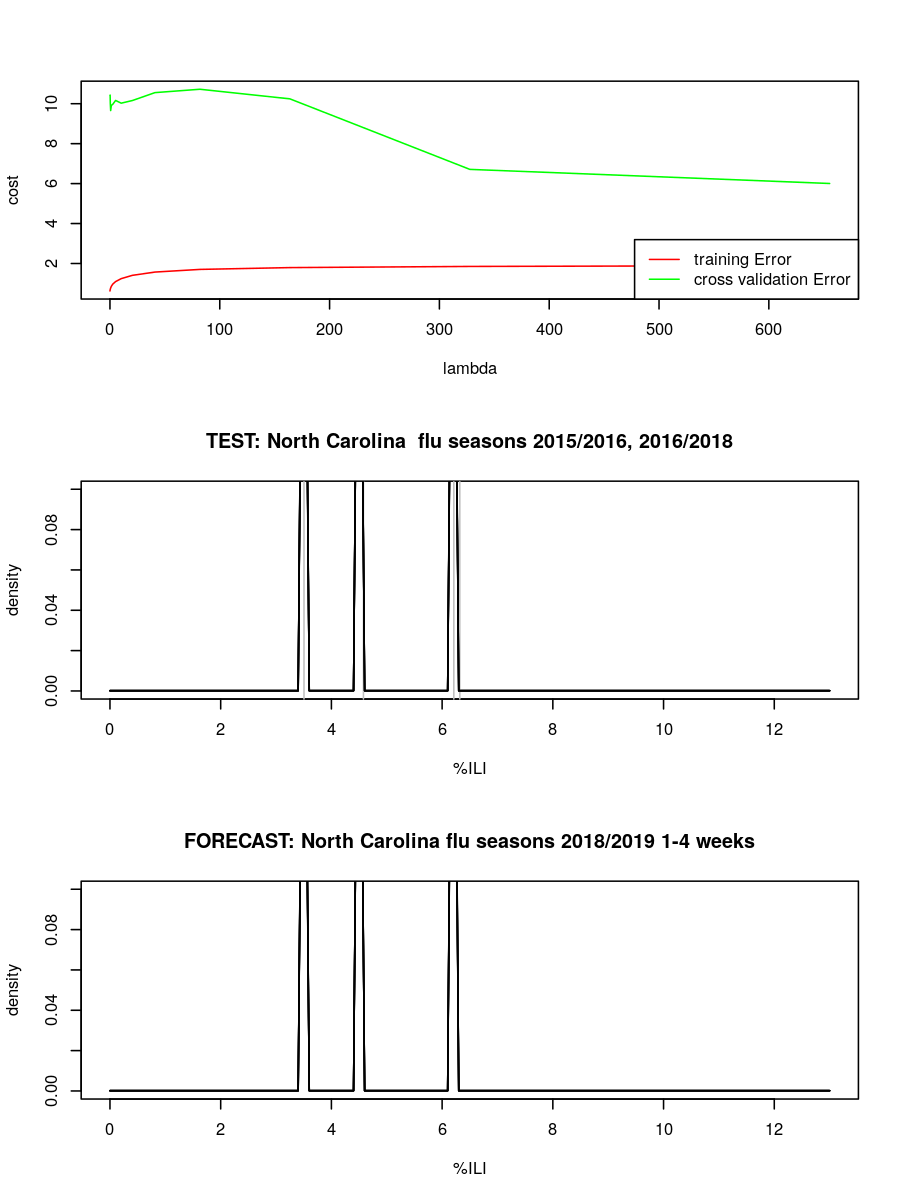 cost
10
8
6
4
2
training Error
cross validation Error
0 100 200 300 400 500 600
lambda
TEST: North Carolina  flu seasons 2015/2016, 2016/2018
density
0.08
0.04
0.00
0 2 4 6 8 10 12
%ILI
FORECAST: North Carolina flu seasons 2018/2019 1-4 weeks
density
0.08
0.04
0.00
0 2 4 6 8 10 12
%ILI